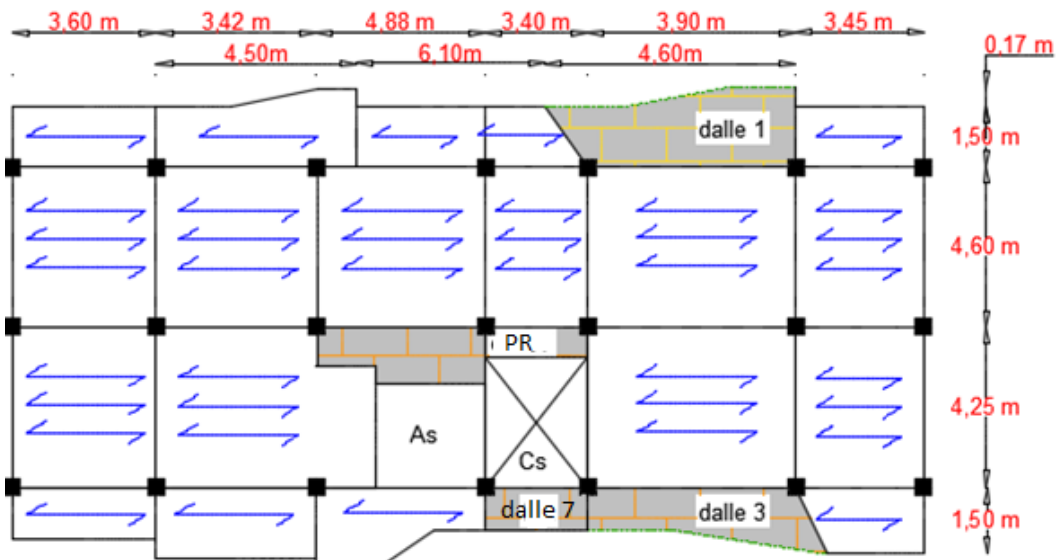 3,60 m 3,42 m 4,88 m 3,40 m 3,90 m 3,45 m
4.50m 6,10m 4.60m
0,17 m
dalle 1
1,50 m
4,60 m
PR
4,25 m
As
Cs
dalle 7
dalle 3
1,50 m